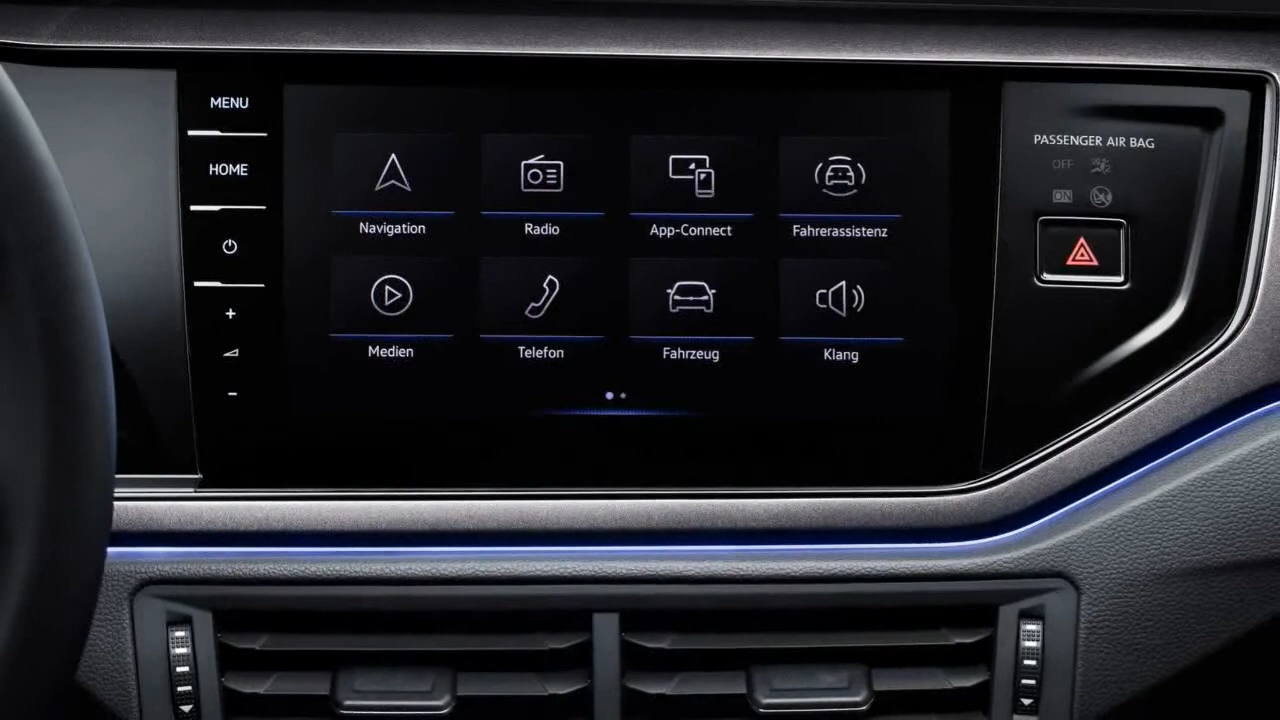 MENU
HOME
+
-
Navigation
Radio
App-Connect
Fahrerassistenz
Medien
Telefon
Fahrzeug
Klang
PASSENGER AIR BAG
OFF
ON